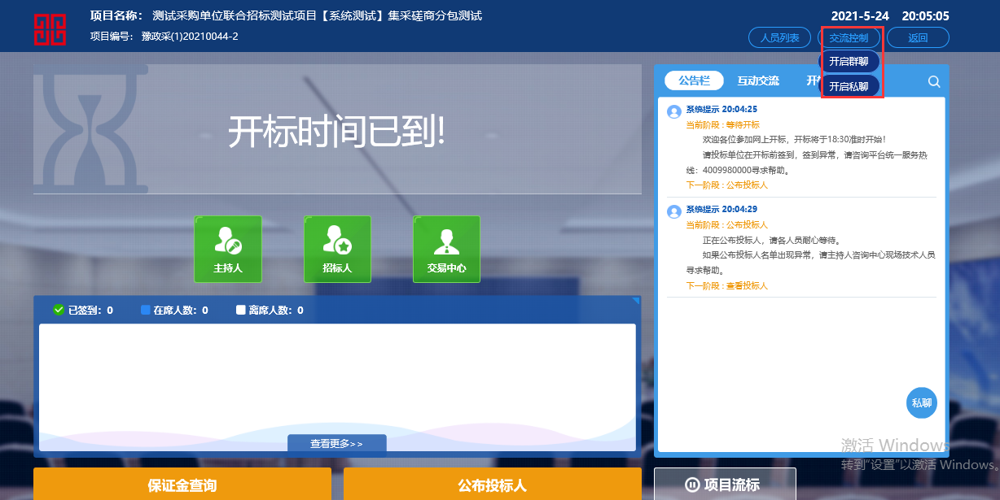 项目名称： 测试采购单位联合招标测试项目【系统测试】集采磋商分包测试
项目编号： 豫政采(1)20210044-2
2021-5-24 20:05:05
人员列表 交流控制 返回
开启群聊
开启私聊
开标时间已到!
主持人 招标人 交易中心
已签到：0 在席人数：0 离席人数：0
查看更多>>
保证金查询 公布投标人
公告栏 互动交流 开
系统提示 20:04:25
当前阶段 : 等待开标
欢迎各位参加网上开标，开标将于18:30准时开始！
请投标单位在开标前签到，签到异常，请咨询平台统一服务热
线：4009980000寻求帮助。
下一阶段 : 公布投标人
系统提示 20:04:29
当前阶段 : 公布投标人
正在公布投标人，请各人员耐心等待。
如果公布投标人名单出现异常，请主持人咨询中心现场技术人员
寻求帮助。
下一阶段 : 查看投标人
私聊
激活 Windows
转到"设置"以激活 Windows。
项目流标